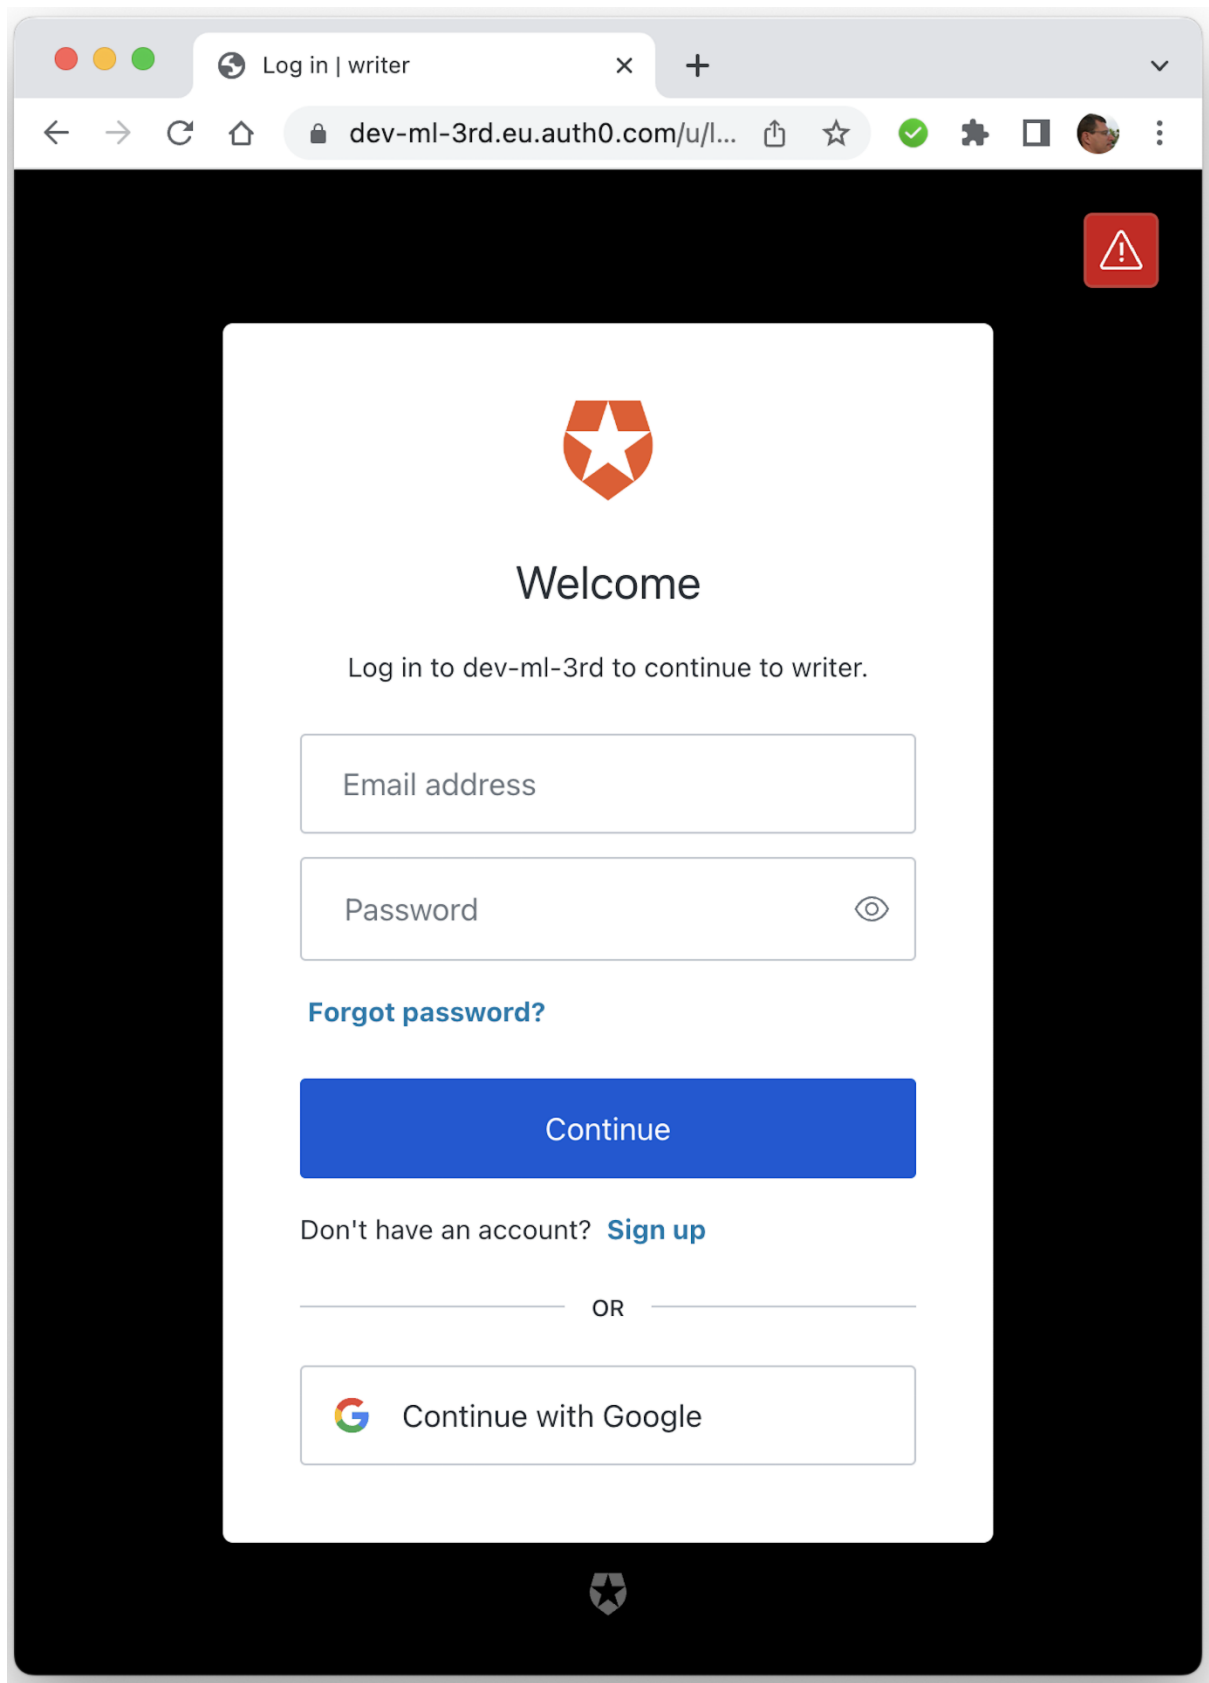 Log in | writer
dev-ml-3rd.eu.auth0.com/u/l...
Welcome
Log in to dev-ml-3rd to continue to writer.
Email address
Password
Forgot password?
Continue
Don't have an account? Sign up
OR
Continue with Google